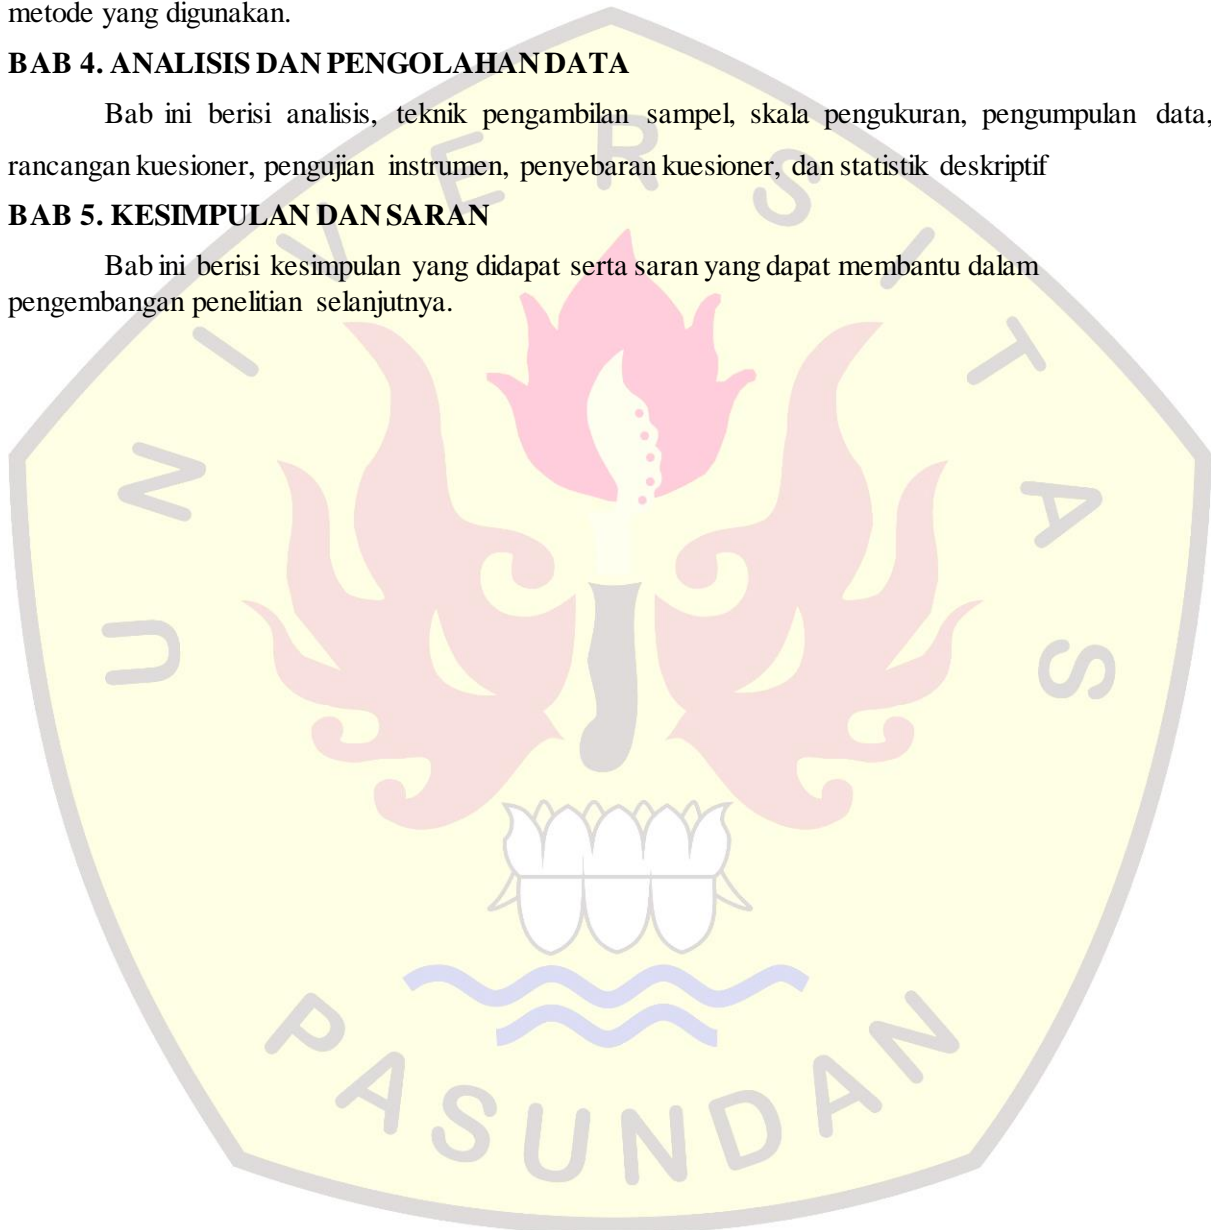 metode yang digunakan.
BAB 4. ANALISIS DAN PENGOLAHAN DATA
Bab ini berisi analisis, teknik pengambilan sampel, skala pengukuran, pengumpulan data,
rancangan kuesioner, pengujian instrumen, penyebaran kuesioner, dan statistik deskriptif
BAB 5. KESIMPULAN DAN SARAN
Bab ini berisi kesimpulan yang didapat serta saran yang dapat membantu dalam
pengembangan penelitian selanjutnya.
UNIVERSITAS
PASUNDAN